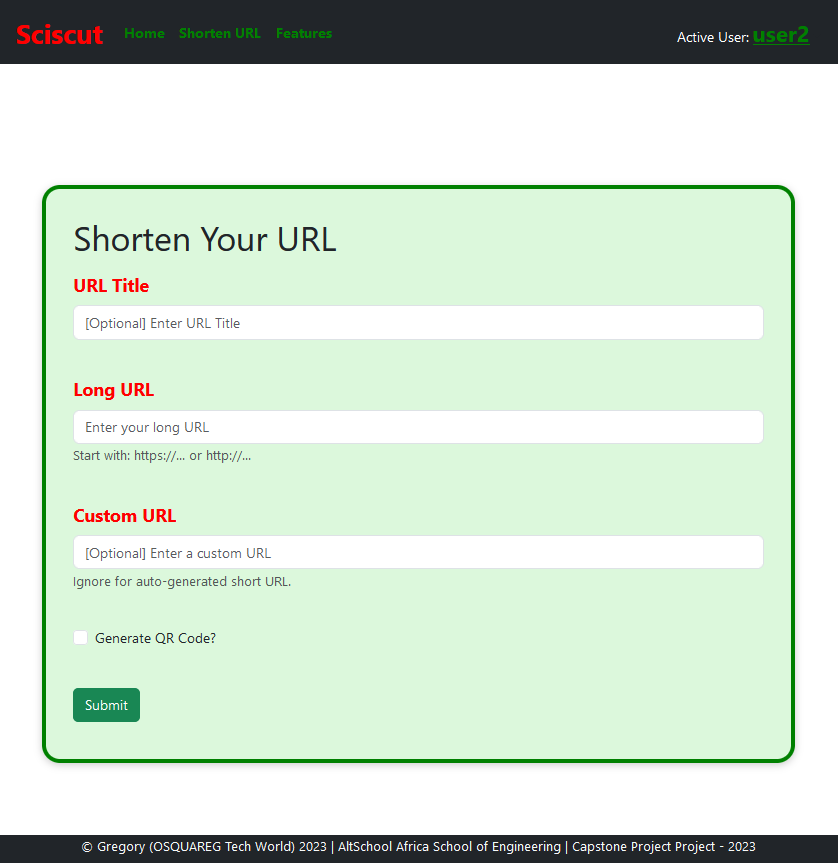 Sciscut Home Shorten URL Features Active User: user2
Shorten Your URL
URL Title
[Optional] Enter URL Title
Long URL
Enter your long URL
Start with: https://... or http://...
Custom URL
[Optional] Enter a custom URL
Ignore for auto-generated short URL.
Generate QR Code?
Submit
© Gregory (OSQUAREG Tech World) 2023 | AltSchool Africa School of Engineering | Capstone Project Project - 2023